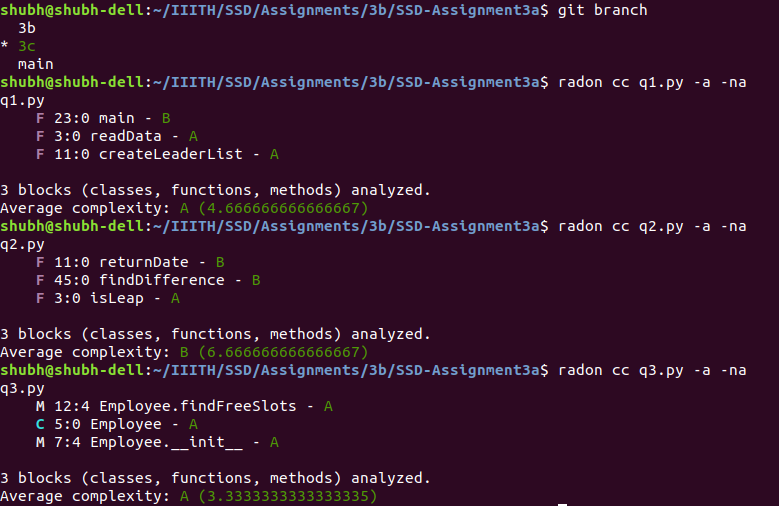 shubh@shubh-dell:~/IIITH/SSD/Assignments/3b/SSD-Assignment3a$ git branch
  3b
* 3c
  main
shubh@shubh-dell:~/IIITH/SSD/Assignments/3b/SSD-Assignment3a$ radon cc q1.py -a -na
q1.py
    F 23:0 main - B
    F 3:0 readData - A
    F 11:0 createLeaderList - A

3 blocks (classes, functions, methods) analyzed.
Average complexity: A (4.666666666666667)
shubh@shubh-dell:~/IIITH/SSD/Assignments/3b/SSD-Assignment3a$ radon cc q2.py -a -na
q2.py
    F 11:0 returnDate - B
    F 45:0 findDifference - B
    F 3:0 isLeap - A

3 blocks (classes, functions, methods) analyzed.
Average complexity: B (6.666666666666667)
shubh@shubh-dell:~/IIITH/SSD/Assignments/3b/SSD-Assignment3a$ radon cc q3.py -a -na
q3.py
    M 12:4 Employee.findFreeSlots - A
    C 5:0 Employee - A
    M 7:4 Employee.__init__ - A

3 blocks (classes, functions, methods) analyzed.
Average complexity: A (3.3333333333333335)